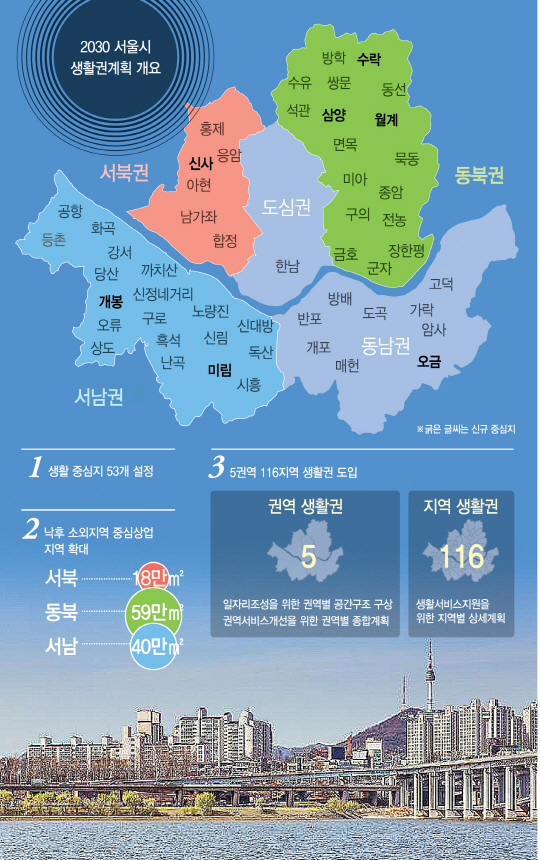 2030 서울시
생활권계획 개요
방학 수락
수유 쌍문 동선
석관 삼양 월계
홍제
면목
신사 응암
묵동
서북권
동북권
아현
미아 종암
도심권
구의 전농
남가좌
공항
화곡
합정
등촌
장한평
강서
금호
군자
까치산
한남
당산
고덕
신정네거리
방배
개봉
노량진
가락
구로
반포 도곡
오류
신대방
암사
흑석 신림
상도
개포 동남권
독산
난곡
매헌 오금
미림
시흥
서남권
※굵은 글씨는 신규 중심지
1 생활 중심지 53개 설정
2 낙후 소외지역 중심상업
지역 확대
서북 18만㎡
동북 59만㎡
서남 40만㎡
3 5권역 116지역 생활권 도입
권역 생활권
5
일자리조성을 위한 권역별 공간구조 구상
권역서비스개선을 위한 권역별 종합계획
지역 생활권
116
생활서비스지원을
위한 지역별 상세계획